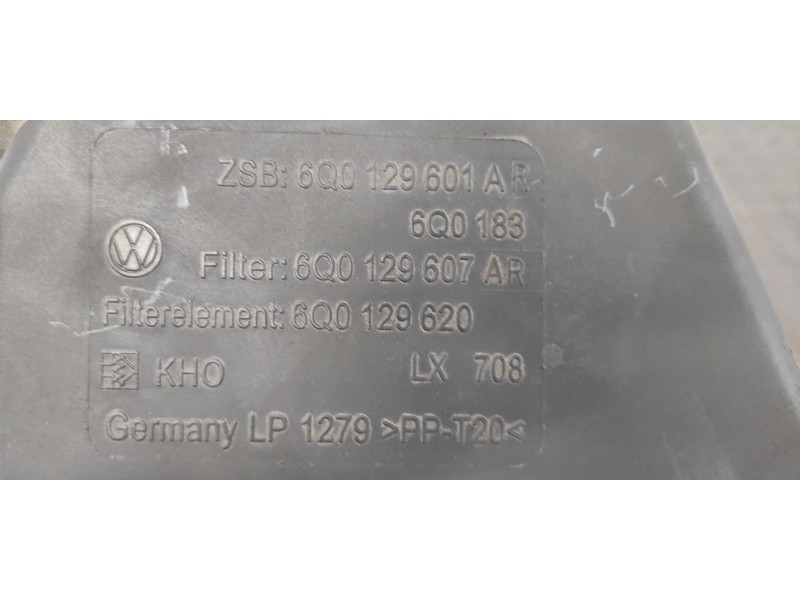 ZSB: 6Q0 129 601 AR
6Q0 183
Filter: 6Q0 129 607 AR
Filterelement: 6Q0 129 620
KHO LX 708
Germany LP 1279 >PP-T20<